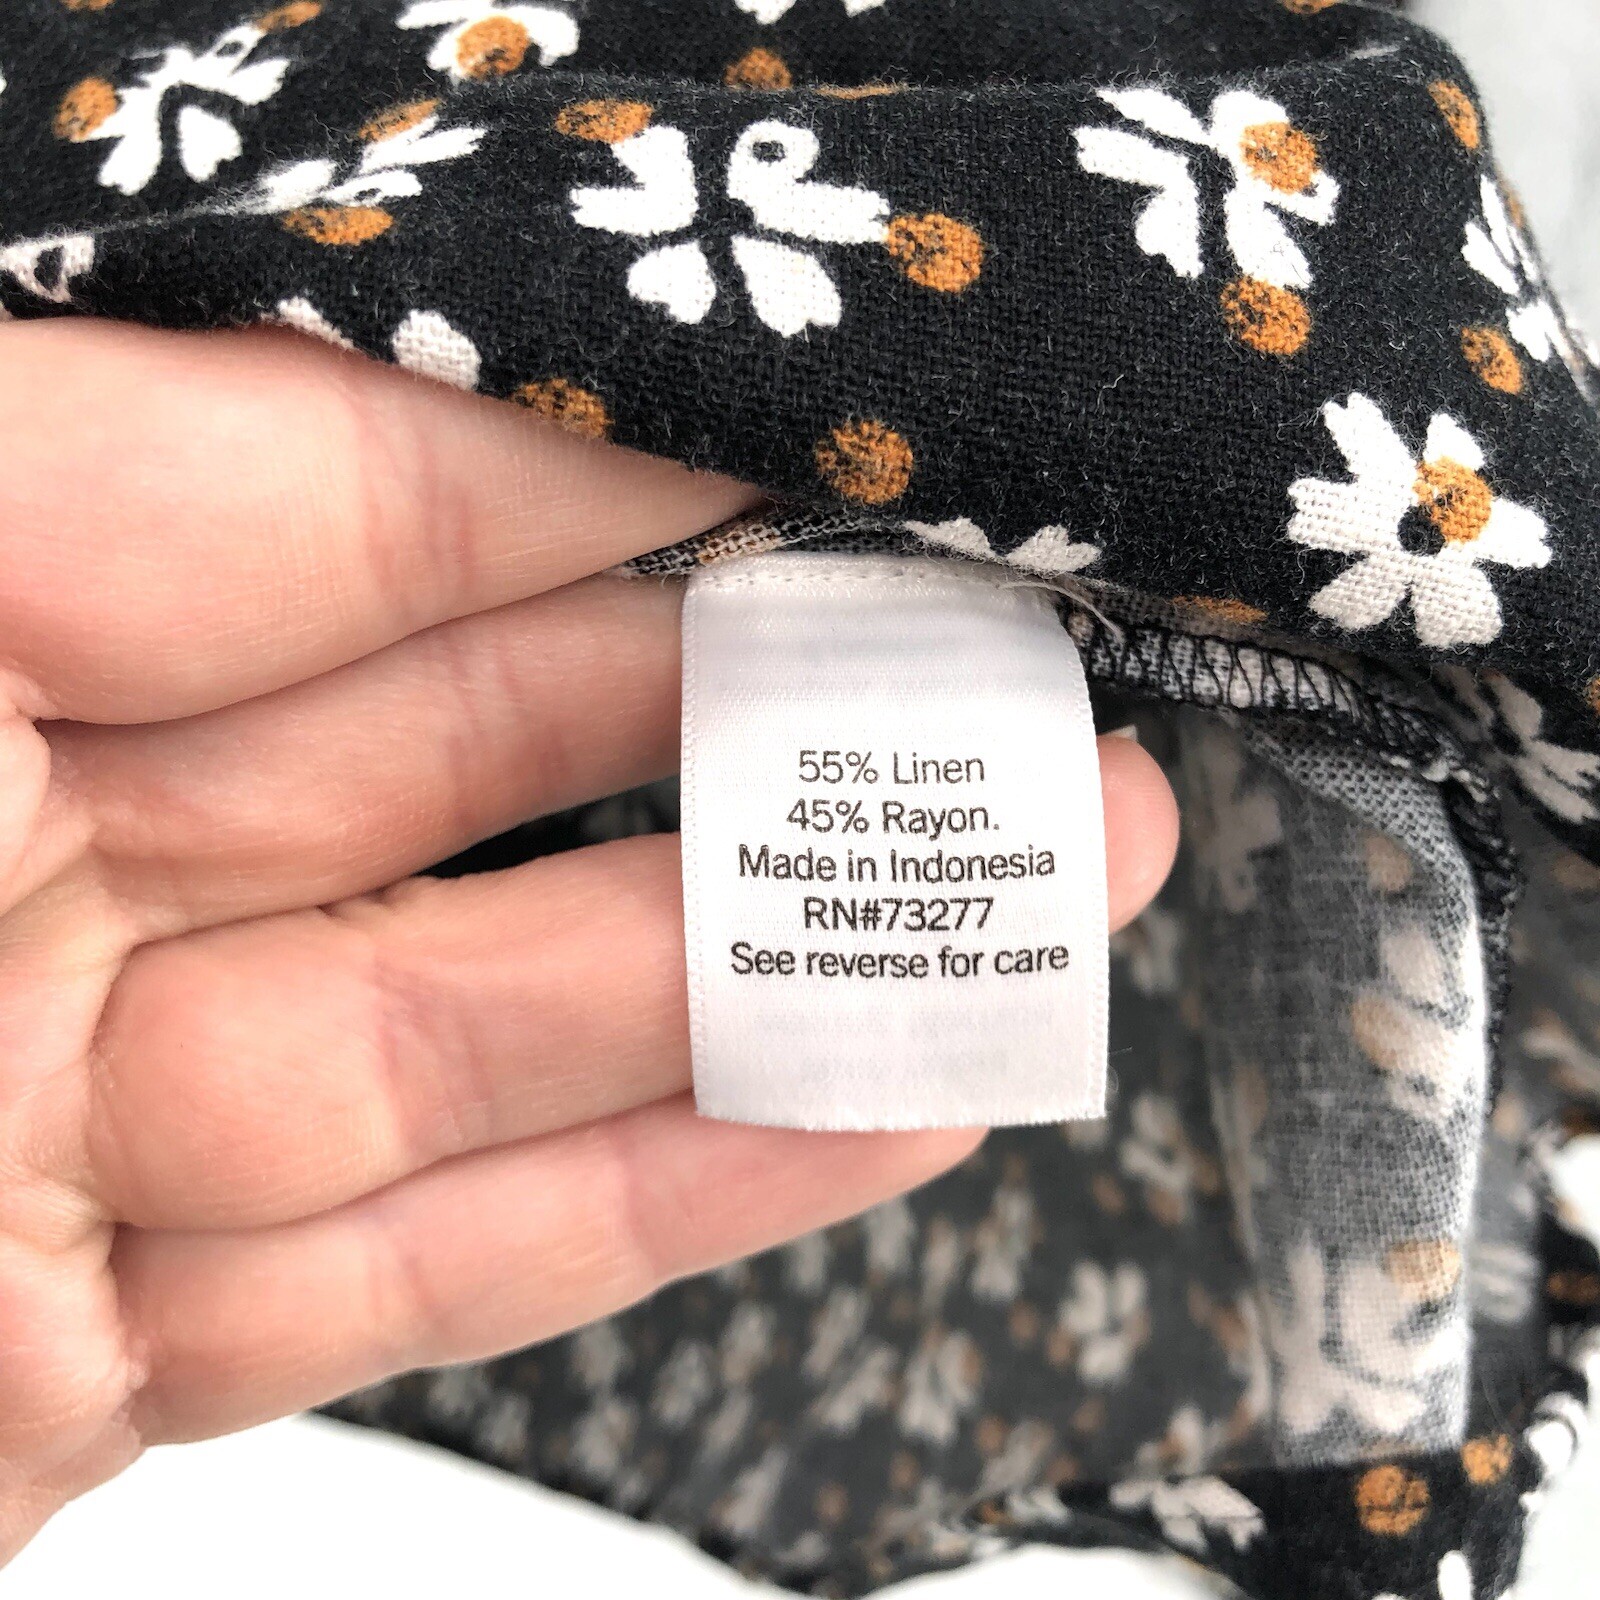 55% Linen
45% Rayon.
Made in Indonesia
RN#73277
See reverse for care